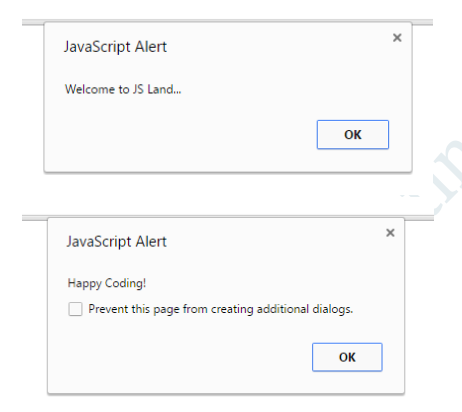 JavaScript Alert ×
Welcome to JS Land...
OK
JavaScript Alert ×
Happy Coding!
Prevent this page from creating additional dialogs.
OK